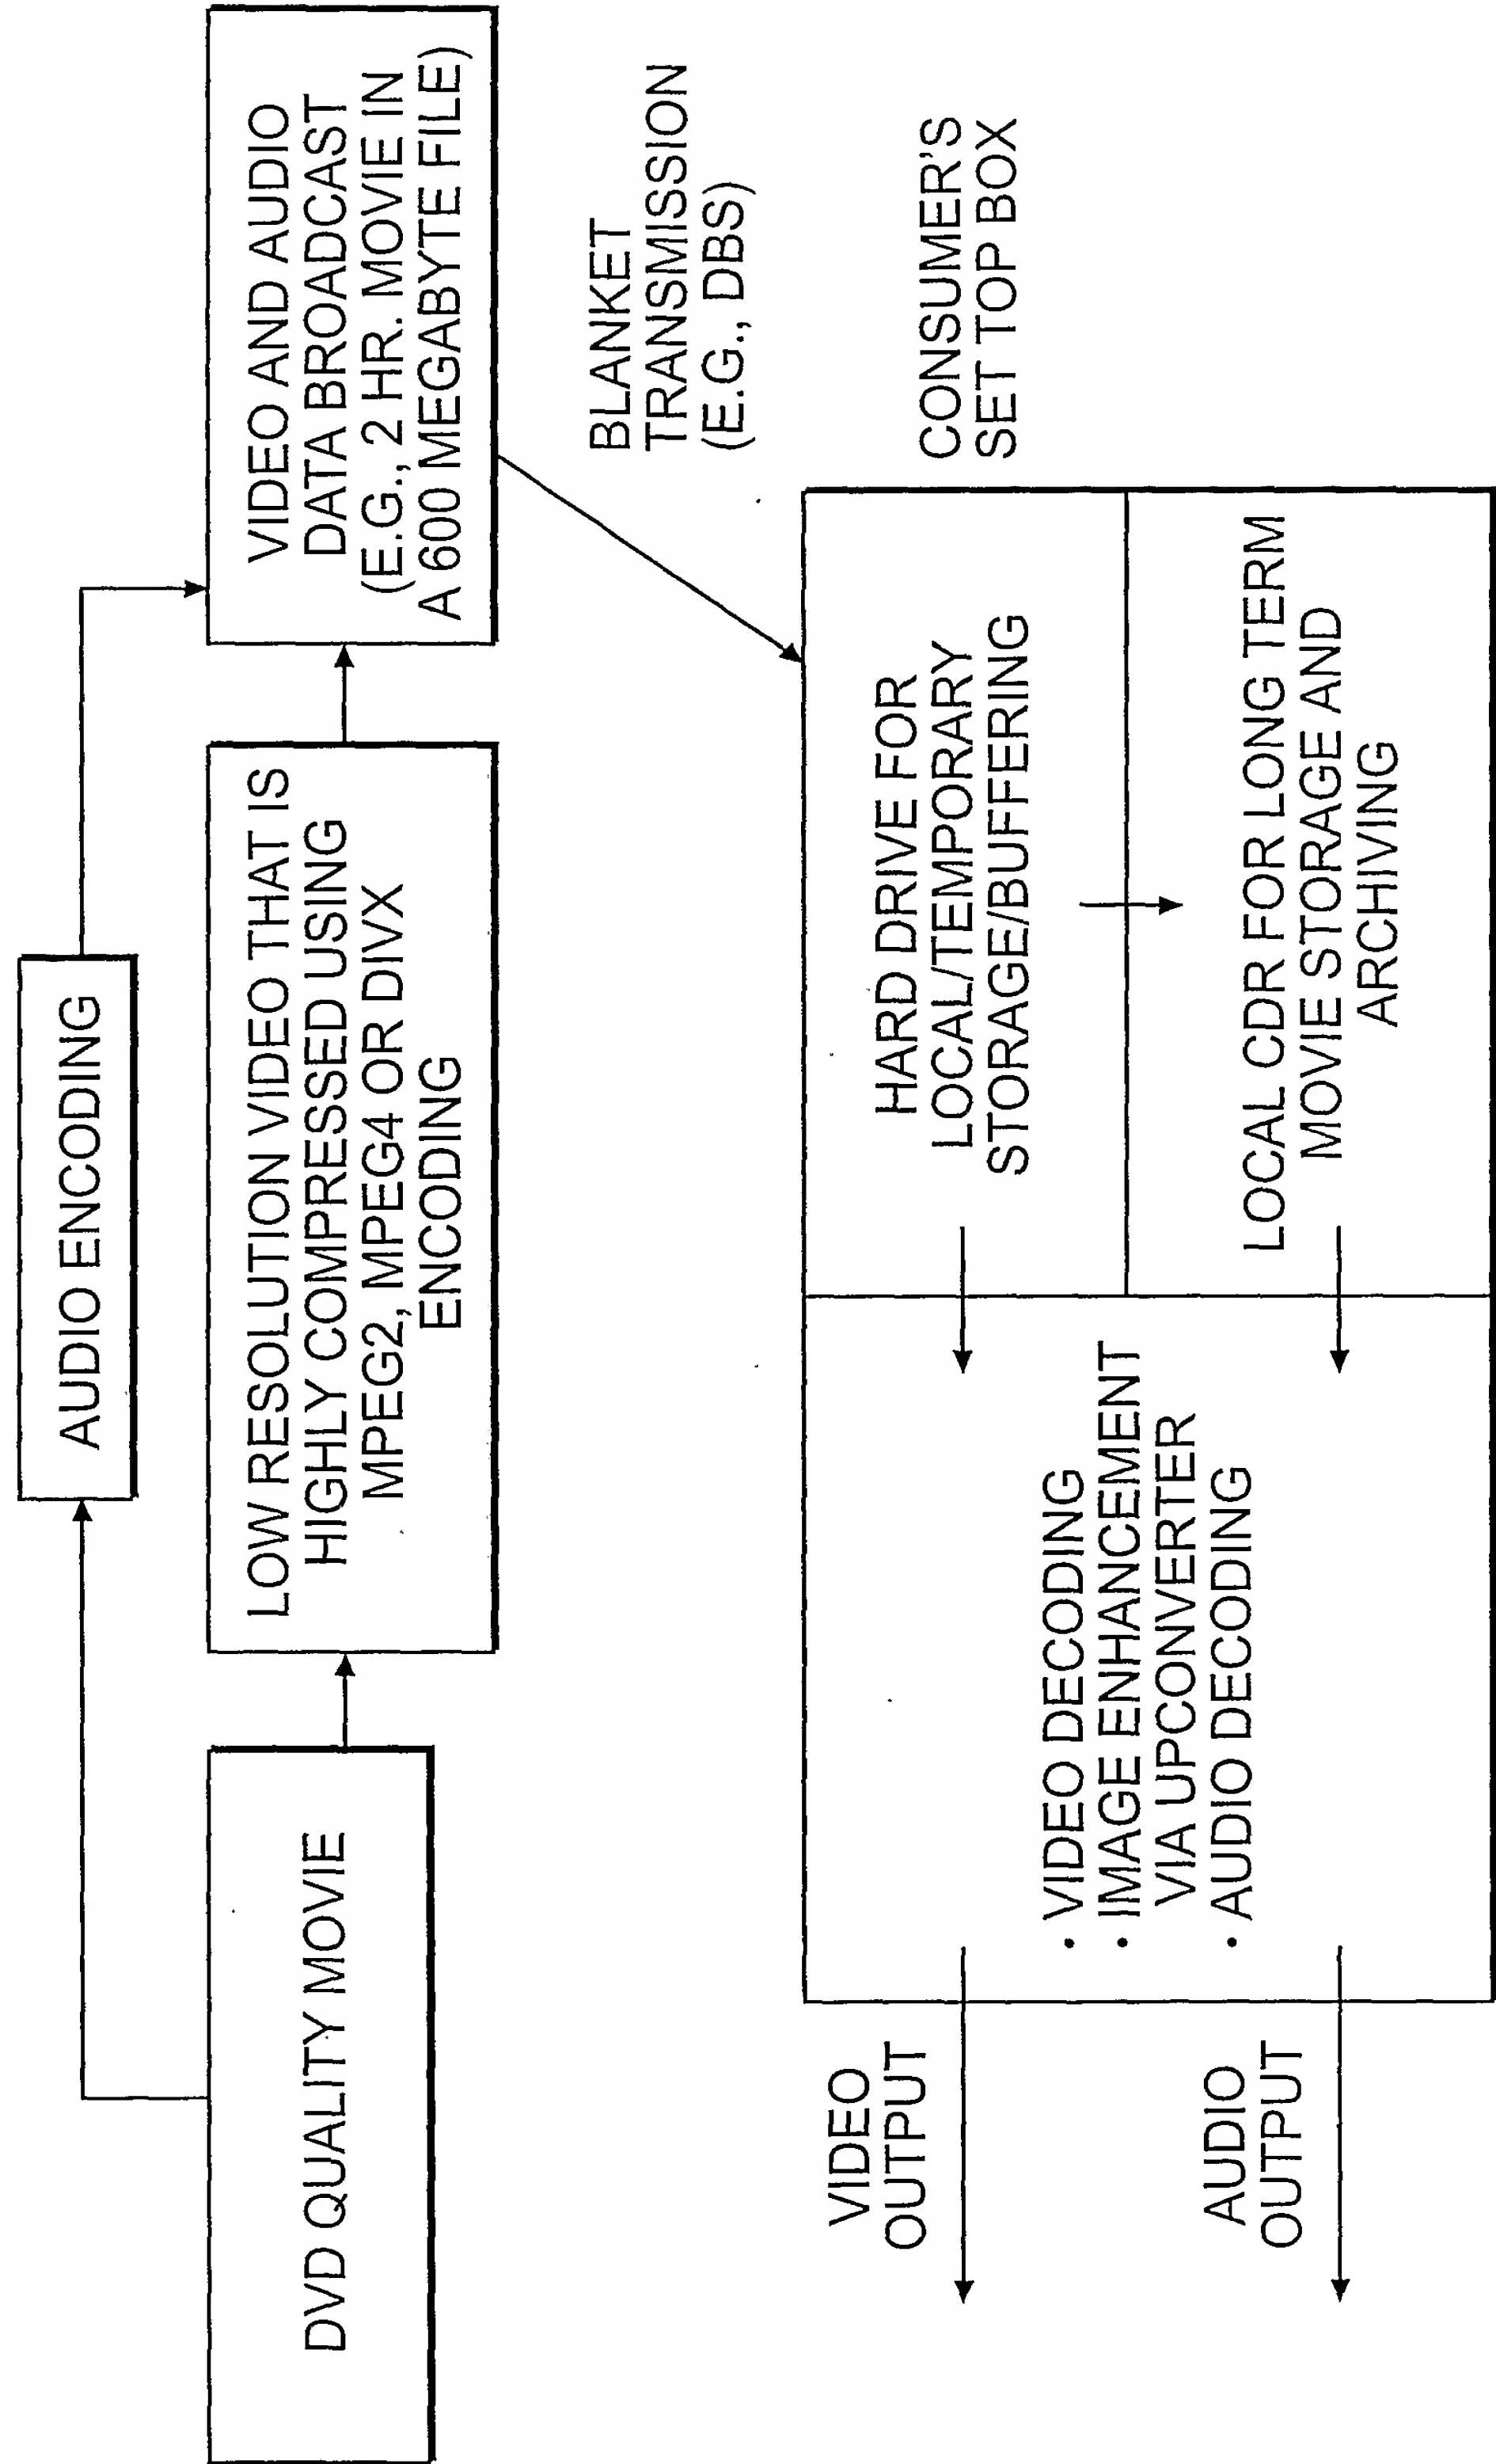 AUDIO ENCODING
DVD QUALITY MOVIE
LOW RESOLUTION VIDEO THAT IS
HIGHLY COMPRESSED USING
MPEG2, MPEG4 OR DIVX
ENCODING
VIDEO AND AUDIO
DATA BROADCAST
(E.G., 2 HR. MOVIE IN
A 600 MEGABYTE FILE)
BLANKET
TRANSMISSION
(E.G., DBS)
CONSUMER'S
SET TOP BOX
HARD DRIVE FOR
LOCAL/TEMPORARY
STORAGE/BUFFERING
LOCAL CDR FOR LONG TERM
MOVIE STORAGE AND
ARCHIVING
• VIDEO DECODING
• IMAGE ENHANCEMENT
VIA UPCONVERTER
• AUDIO DECODING
VIDEO
OUTPUT
AUDIO
OUTPUT